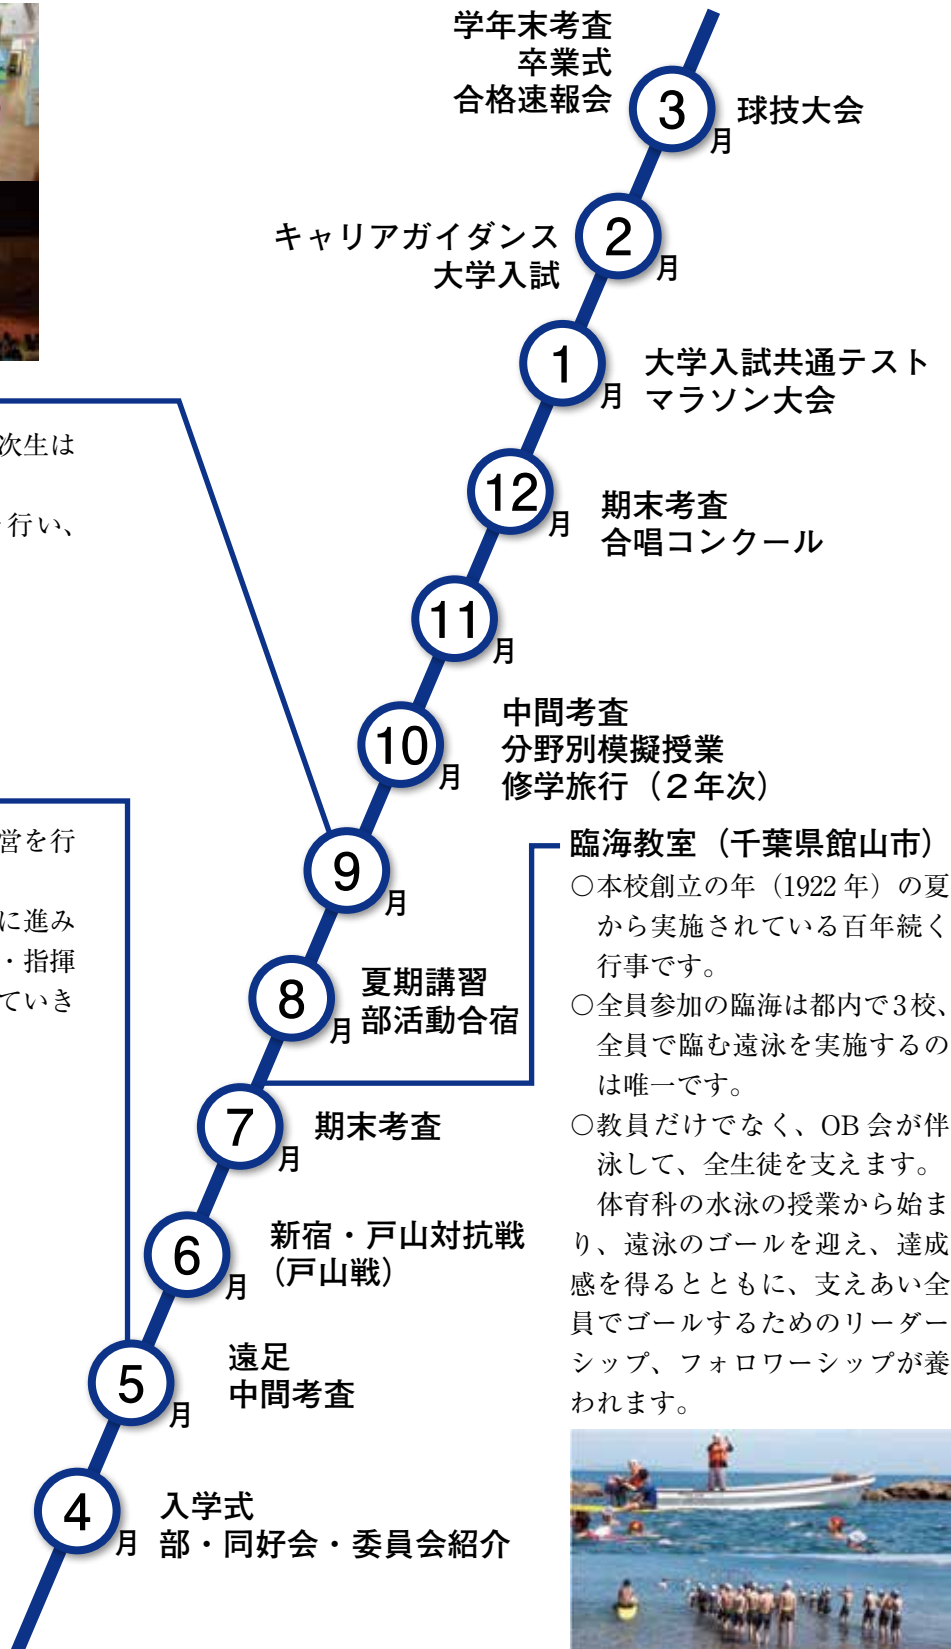 学年末考査
卒業式
合格速報会
3月
球技大会
キャリアガイダンス
大学入試
2月
1月
大学入試共通テスト
マラソン大会
次生は
行い、
12月
期末考査
合唱コンクール
11月
10月
中間考査
分野別模擬授業
修学旅行（２年次）
営を行
に進み
・指揮
ていき
9月
8月
夏期講習
部活動合宿
7月
期末考査
6月
新宿・戸山対抗戦
(戸山戦)
5月
遠足
中間考査
4月
入学式
部・同好会・委員会紹介
臨海教室（千葉県館山市）
○本校創立の年（1922 年）の夏
から実施されている百年続く
行事です。
○全員参加の臨海は都内で3校、
全員で臨む遠泳を実施するの
は唯一です。
○教員だけでなく、OB 会が伴
泳して、全生徒を支えます。
体育科の水泳の授業から始ま
り、遠泳のゴールを迎え、達成
感を得るとともに、支えあい全
員でゴールするためのリーダー
シップ、フォロワーシップが養
われます。